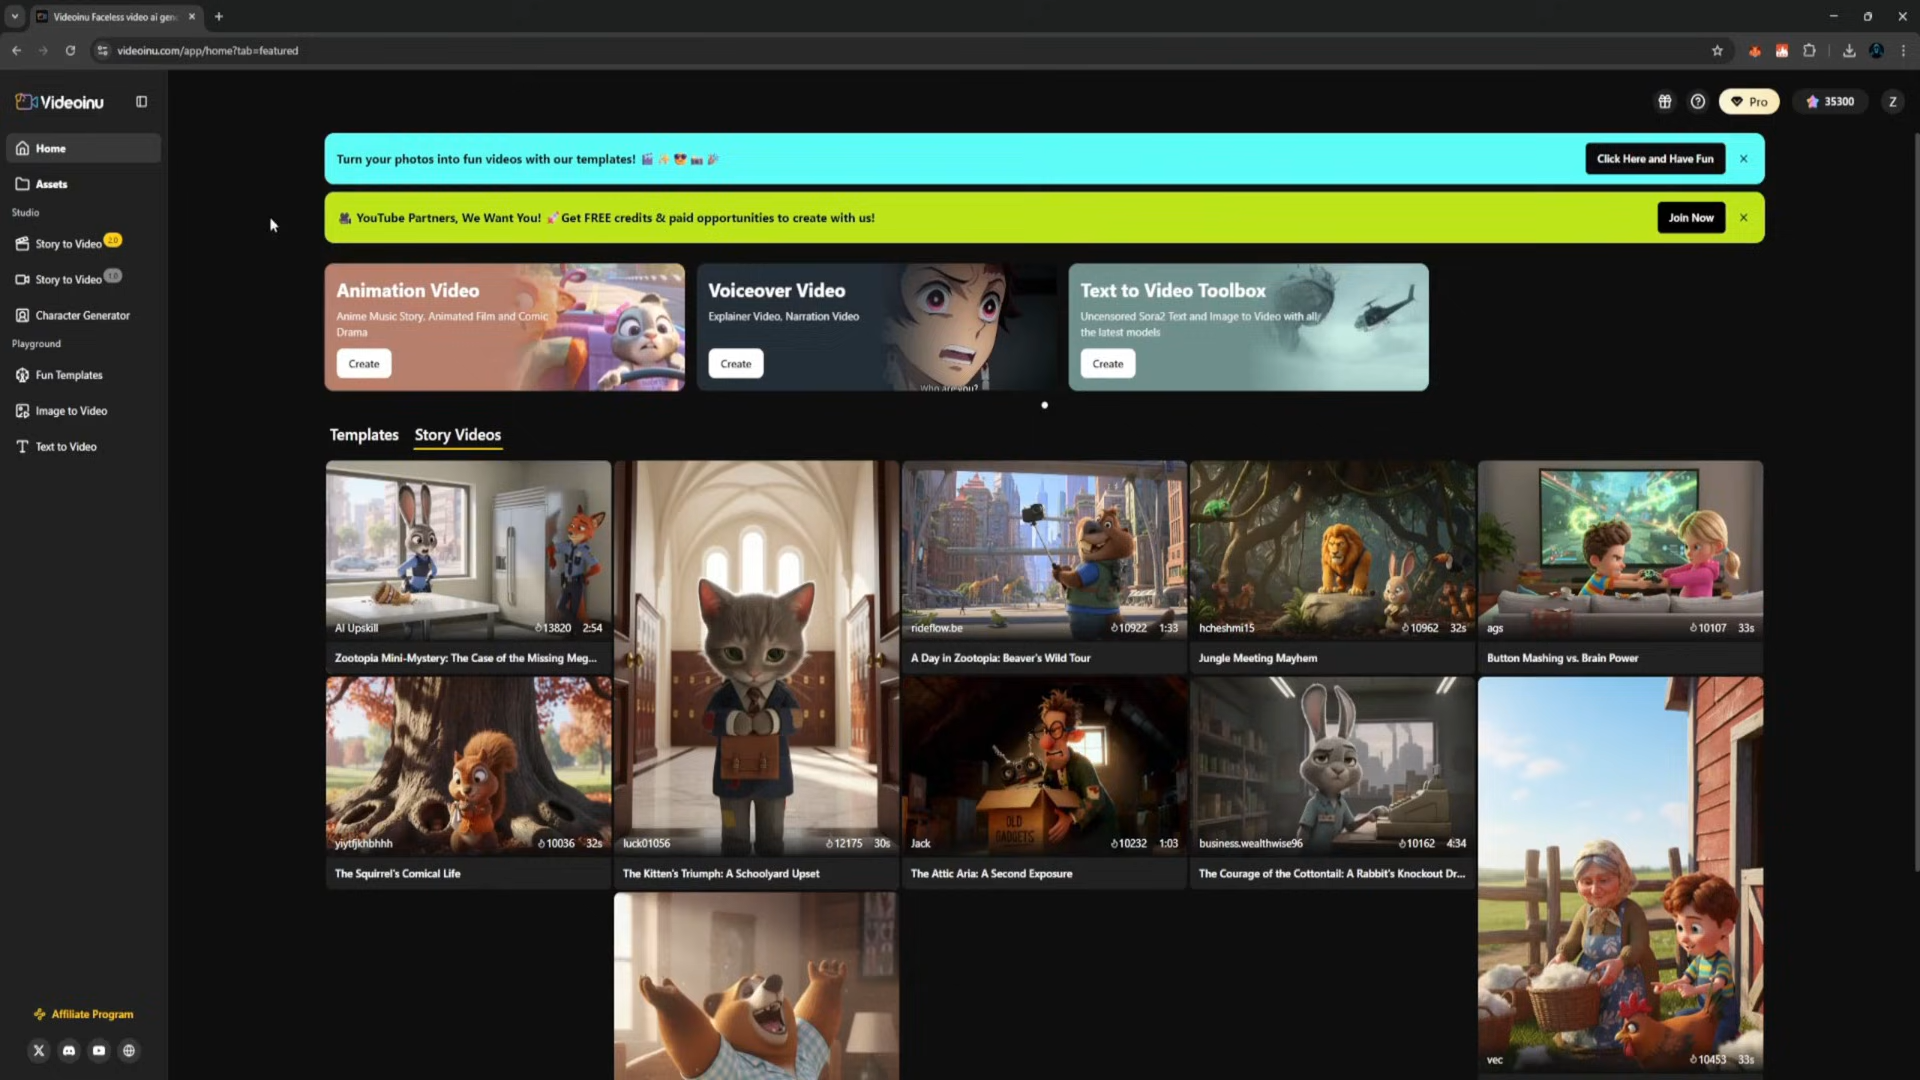 Videoinu Faceless video ai gen
videoinu.com/app/home?tab=featured
Videoinu
Pro
35300
Z
Home
Assets
Studio
Story to Video 2.0
Story to Video 1.0
Character Generator
Playground
Fun Templates
Image to Video
Text to Video
Affiliate Program
Turn your photos into fun videos with our templates!
Click Here and Have Fun
YouTube Partners, We Want You! Get FREE credits & paid opportunities to create with us!
Join Now
Animation Video
Anime Music Story, Animated Film and Comic
Drama
Create
Voiceover Video
Explainer Video, Narration Video
Create
Who are you?
Text to Video Toolbox
Uncensored Sora2 Text and Image to Video with all
the latest models
Create
Templates
Story Videos
AI Upskill 13820 2:54
Zootopia Mini-Mystery: The Case of the Missing Meg...
rideflow.be 10922 1:33
A Day in Zootopia: Beaver's Wild Tour
hcheshmi15 10962 32s
Jungle Meeting Mayhem
ags 10107 33s
Button Mashing vs. Brain Power
yiytfjkhbhhh 10036 32s
The Squirrel's Comical Life
luck01056 12175 30s
The Kitten's Triumph: A Schoolyard Upset
OLD
GADGETS
Jack 10232 1:03
The Attic Aria: A Second Exposure
business.wealthwise96 10162 4:34
The Courage of the Cottontail: A Rabbit's Knockout Dr...
vec 10453 33s